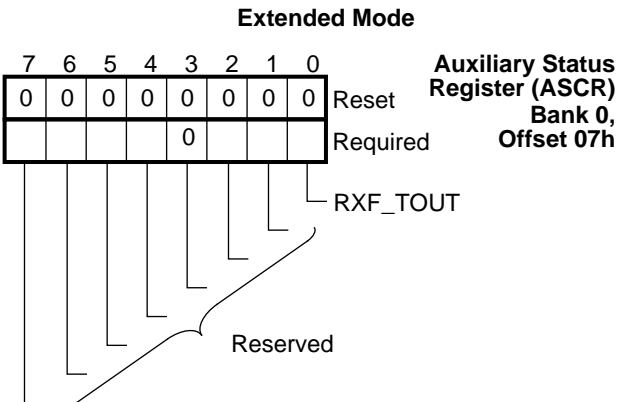 Extended Mode
7 6 5 4 3 2 1 0
0 0 0 0 0 0 0 0 Reset
0 Required
Auxiliary Status
Register (ASCR)
Bank 0,
Offset 07h
RXF_TOUT
Reserved